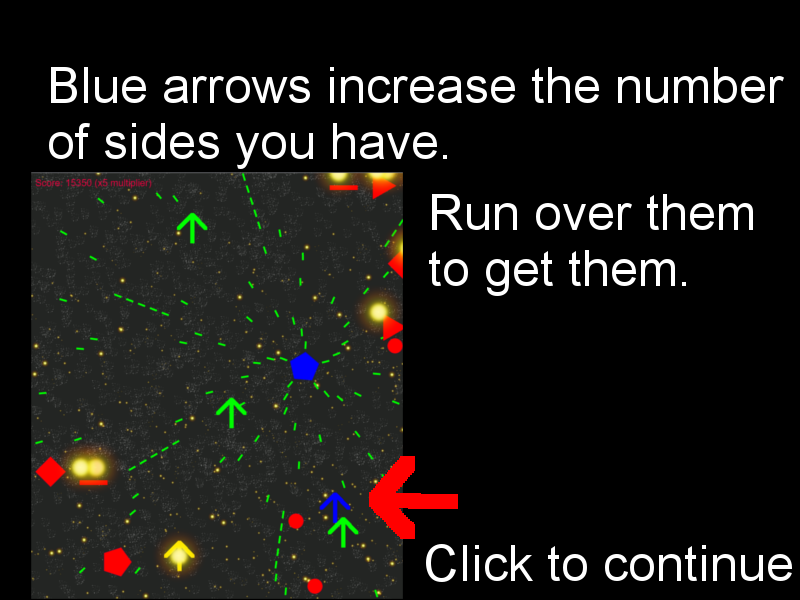 Blue arrows increase the number
of sides you have.
Score: 15350 (x5 multiplier)
Run over them
to get them.
Click to continue